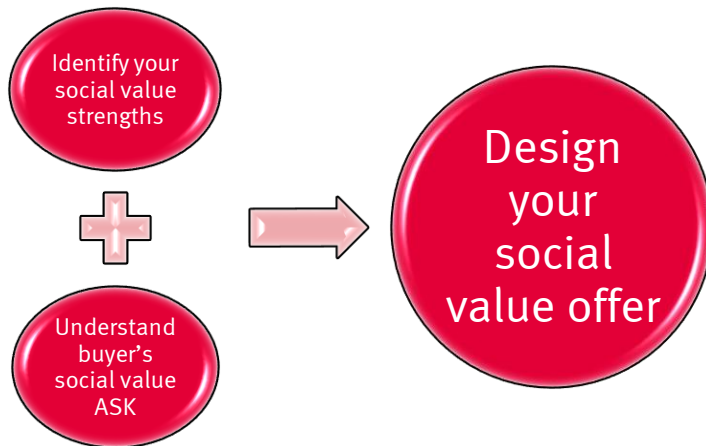 Identify your
social value
strengths
Understand
buyer’s
social value
ASK
Design
your
social
value offer